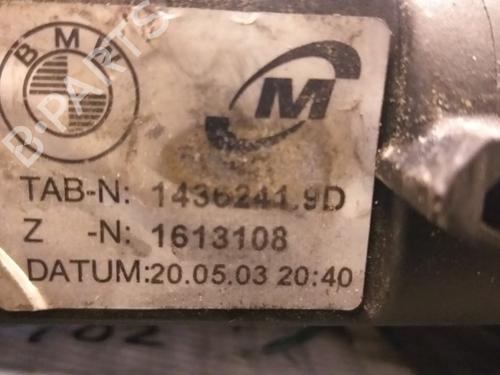 BMW
M
B-PARTS
TAB-N: 1436241.9D
Z -N: 1613108
DATUM:20.05.03 20:40